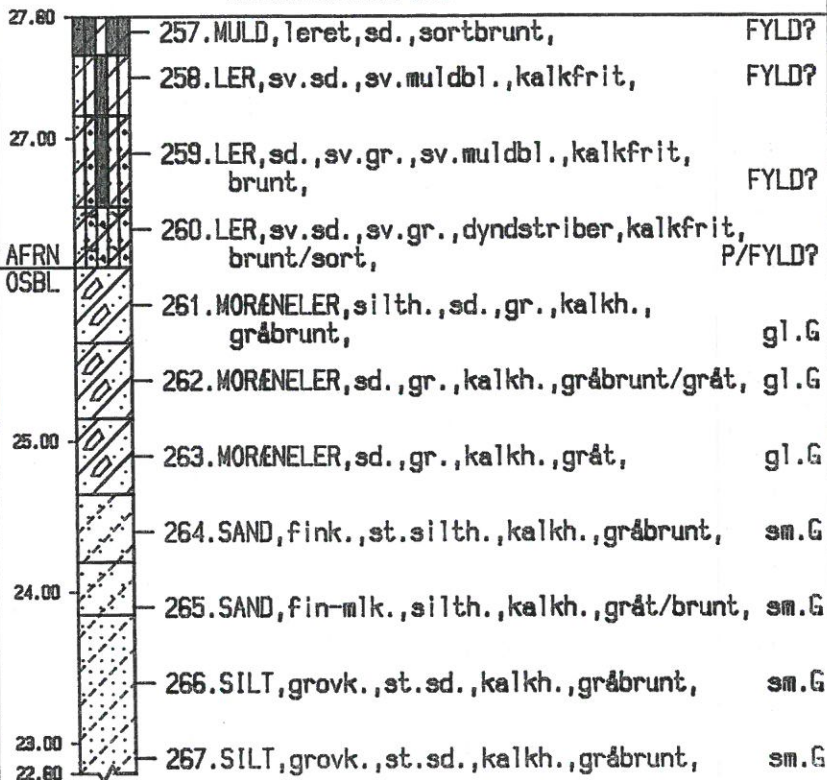 27.80
257.MULD,leret,sd.,sortbrunt, FYLD?
258.LER,sv.sd.,sv.muldbl.,kalkfrit, FYLD?
27.00
259.LER,sd.,sv.gr.,sv.muldbl.,kalkfrit,
brunt, FYLD?
260.LER,sv.sd.,sv.gr.,dyndstriber,kalkfrit,
AFRN brunt/sort, P/FYLD?
OSBL
261.MORÆNELER,silth.,sd.,gr.,kalkh.,
gråbrunt, gl.G
262.MORÆNELER,sd.,gr.,kalkh.,gråbrunt/gråt, gl.G
25.00
263.MORÆNELER,sd.,gr.,kalkh.,gråt, gl.G
264.SAND,fink.,st.silth.,kalkh.,gråbrunt, sm.G
24.00
265.SAND,fin-mlk.,silth.,kalkh.,gråt/brunt, sm.G
266.SILT,grovk.,st.sd.,kalkh.,gråbrunt, sm.G
23.00
267.SILT,grovk.,st.sd.,kalkh.,gråbrunt, sm.G
22.80